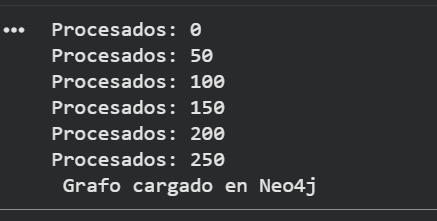 Procesados: 0
Procesados: 50
Procesados: 100
Procesados: 150
Procesados: 200
Procesados: 250
Grafo cargado en Neo4j